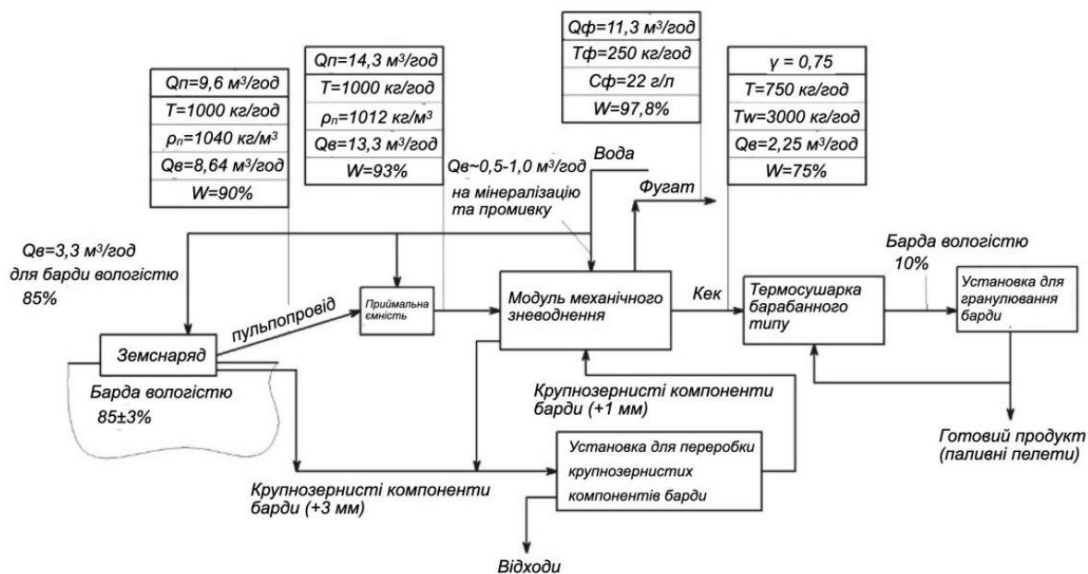 Qп=9,6 м³/год
T=1000 кг/год
ρп=1040 кг/м³
Qв=8,64 м³/год
W=90%
Qп=14,3 м³/год
T=1000 кг/год
ρп=1012 кг/м³
Qв=13,3 м³/год
W=93%
Qф=11,3 м³/год
Tф=250 кг/год
Сф=22 г/л
W=97,8%
γ = 0,75
T=750 кг/год
Tw=3000 кг/год
Qв=2,25 м³/год
W=75%
Qв~0,5-1,0 м³/год
на мінералізацію
та промивку
Вода
Фугат
Qв=3,3 м³/год
для барди вологістю
85%
пульпопровід
Земснаряд
Барда вологістю
85±3%
Приймальна
ємність
Модуль механічного
зневоднення
Кек
Термосушарка
барабанного
типу
Барда вологістю
10%
Установка для
гранулювання
барди
Крупнозернисті компоненти
барди (+1 мм)
Крупнозернисті компоненти
барди (+3 мм)
Установка для переробки
крупнозернистих
компонентів барди
Відходи
Готовий продукт
(паливні пелети)